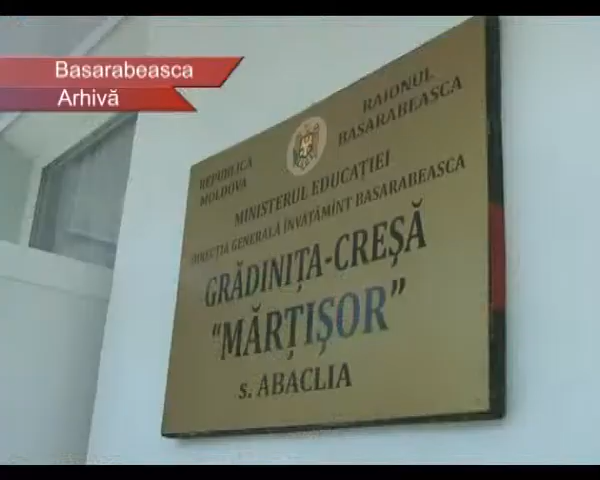 Basarabeasca
Arhivă
REPUBLICA
MOLDOVA
RAIONUL
BASARABEASCA
MINISTERUL EDUCAȚIEI
DIRECȚIA GENERALĂ ÎNVĂȚĂMÎNT BASARABEASCA
GRĂDINIȚA-CREȘĂ
"MĂRȚIȘOR"
s. ABACLIA